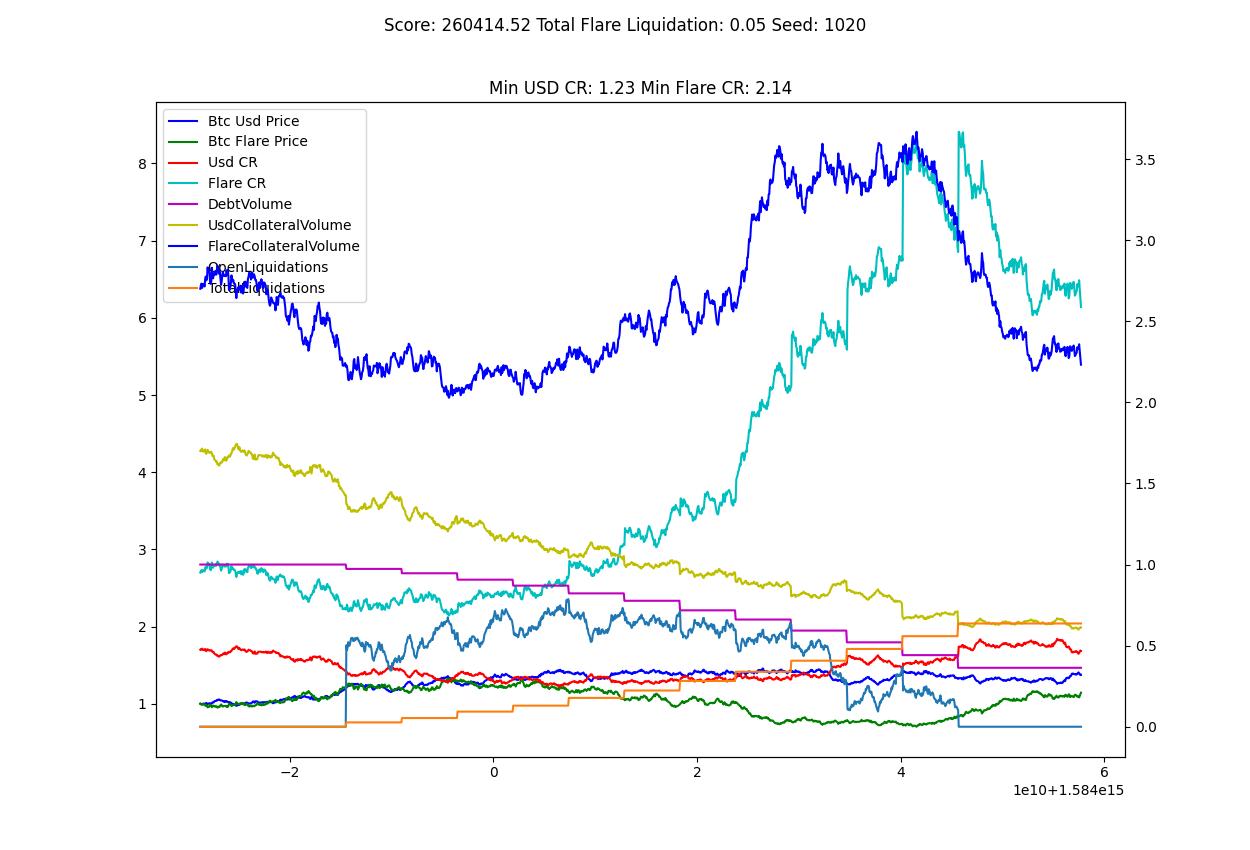 Score: 260414.52 Total Flare Liquidation: 0.05 Seed: 1020
Min USD CR: 1.23 Min Flare CR: 2.14
Btc Usd Price
Btc Flare Price
Usd CR
Flare CR
DebtVolume
UsdCollateralVolume
FlareCollateralVolume
OpenLiquidations
TotalLiquidations
8
7
6
5
4
3
2
1
3.5
3.0
2.5
2.0
1.5
1.0
0.5
0.0
−2
0
2
4
6
1e10+1.584e15